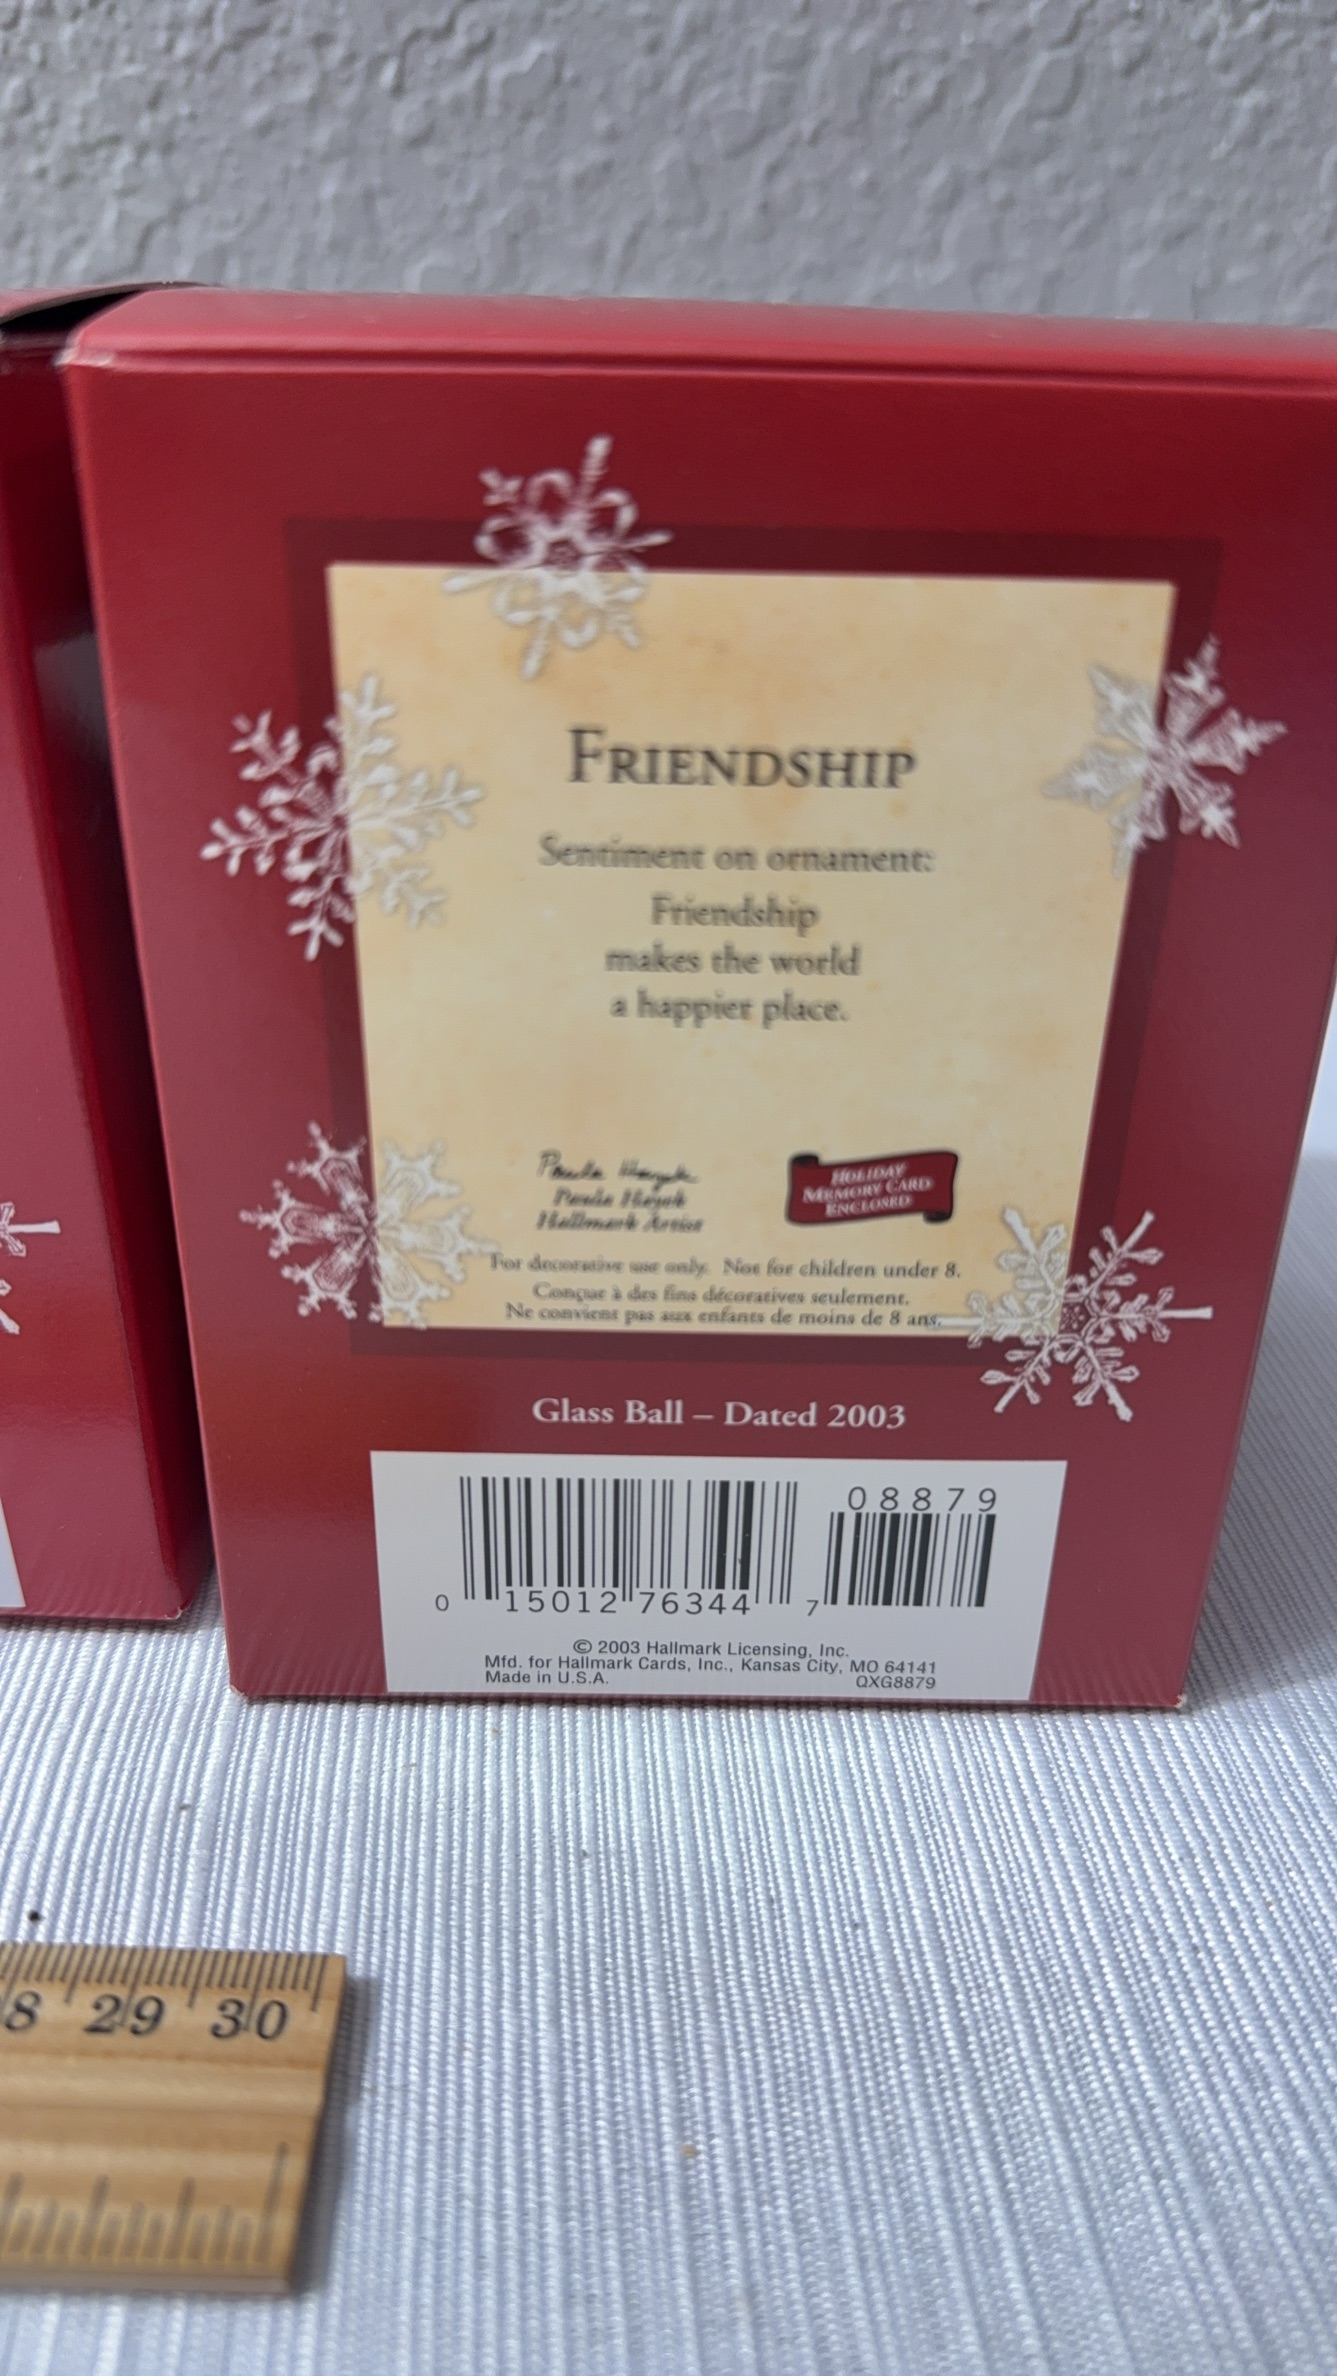 FRIENDSHIP
Sentiment on ornament:
Friendship
makes the world
a happier place.
Hallmark Artist
HOLIDAY
MEMORY CARD
ENCLOSED
For decorative use only. Not for children under 8.
Conçue à des fins décoratives seulement.
Ne convient pas aux enfants de moins de 8 ans.
Glass Ball – Dated 2003
08879
0 15012 76344 7
© 2003 Hallmark Licensing, Inc.
Mfd. for Hallmark Cards, Inc., Kansas City, MO 64141
Made in U.S.A. QXG8879
8 29 30